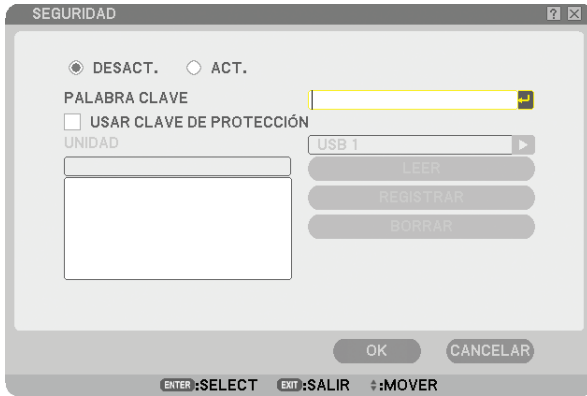 SEGURIDAD
DESACT. ACT.
PALABRA CLAVE
USAR CLAVE DE PROTECCIÓN
UNIDAD USB 1
LEER
REGISTRAR
BORRAR
OK CANCELAR
ENTER:SELECT EXIT:SALIR :MOVER